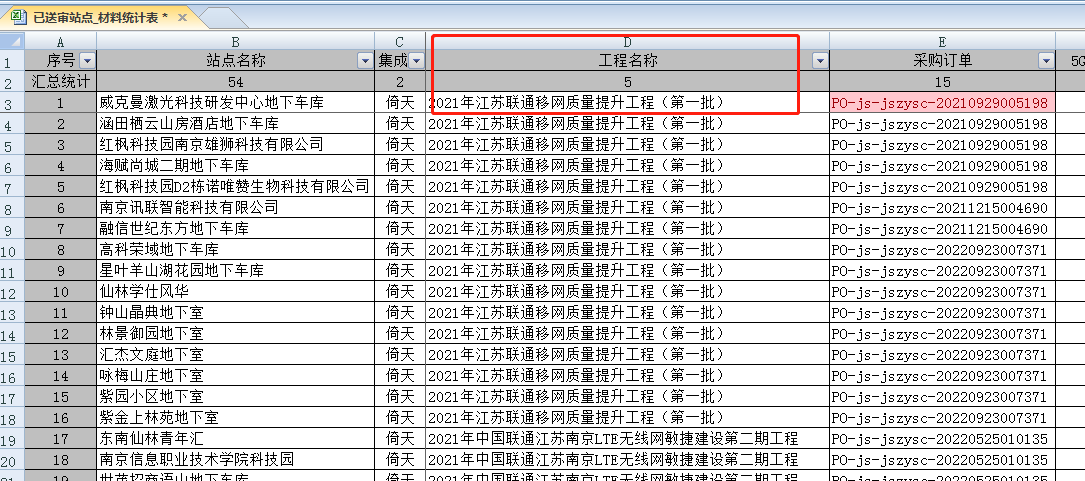 已送审站点_材料统计表 *
A B C D E
1 序号 站点名称 集成 工程名称 采购订单 5G
2 汇总统计 54 2 5 15
3 1 威克曼激光科技研发中心地下车库 倚天 2021年江苏联通移网质量提升工程（第一批） PO-js-jszysc-20210929005198
4 2 涵田栖云山房酒店地下车库 倚天 2021年江苏联通移网质量提升工程（第一批） PO-js-jszysc-20210929005198
5 3 红枫科技园南京雄狮科技有限公司 倚天 2021年江苏联通移网质量提升工程（第一批） PO-js-jszysc-20210929005198
6 4 海赋尚城二期地下车库 倚天 2021年江苏联通移网质量提升工程（第一批） PO-js-jszysc-20210929005198
7 5 红枫科技园D2栋诺唯赞生物科技有限公司 倚天 2021年江苏联通移网质量提升工程（第一批） PO-js-jszysc-20210929005198
8 6 南京讯联智能科技有限公司 倚天 2021年江苏联通移网质量提升工程（第一批） PO-js-jszysc-20211215004690
9 7 融信世纪东方地下车库 倚天 2021年江苏联通移网质量提升工程（第一批） PO-js-jszysc-20211215004690
10 8 高科荣域地下车库 倚天 2021年江苏联通移网质量提升工程（第一批） PO-js-jszysc-20220923007371
11 9 星叶羊山湖花园地下车库 倚天 2021年江苏联通移网质量提升工程（第一批） PO-js-jszysc-20220923007371
12 10 仙林学仕风华 倚天 2021年江苏联通移网质量提升工程（第一批） PO-js-jszysc-20220923007371
13 11 钟山晶典地下室 倚天 2021年江苏联通移网质量提升工程（第一批） PO-js-jszysc-20220923007371
14 12 林景御园地下室 倚天 2021年江苏联通移网质量提升工程（第一批） PO-js-jszysc-20220923007371
15 13 汇杰文庭地下室 倚天 2021年江苏联通移网质量提升工程（第一批） PO-js-jszysc-20220923007371
16 14 咏梅山庄地下室 倚天 2021年江苏联通移网质量提升工程（第一批） PO-js-jszysc-20220923007371
17 15 紫园小区地下室 倚天 2021年江苏联通移网质量提升工程（第一批） PO-js-jszysc-20220923007371
18 16 紫金上林苑地下室 倚天 2021年江苏联通移网质量提升工程（第一批） PO-js-jszysc-20220923007371
19 17 东南仙林青年汇 倚天 2021年中国联通江苏南京LTE无线网敏捷建设第二期工程 PO-js-jszysc-20220525010135
20 18 南京信息职业技术学院科技园 倚天 2021年中国联通江苏南京LTE无线网敏捷建设第二期工程 PO-js-jszysc-20220525010135